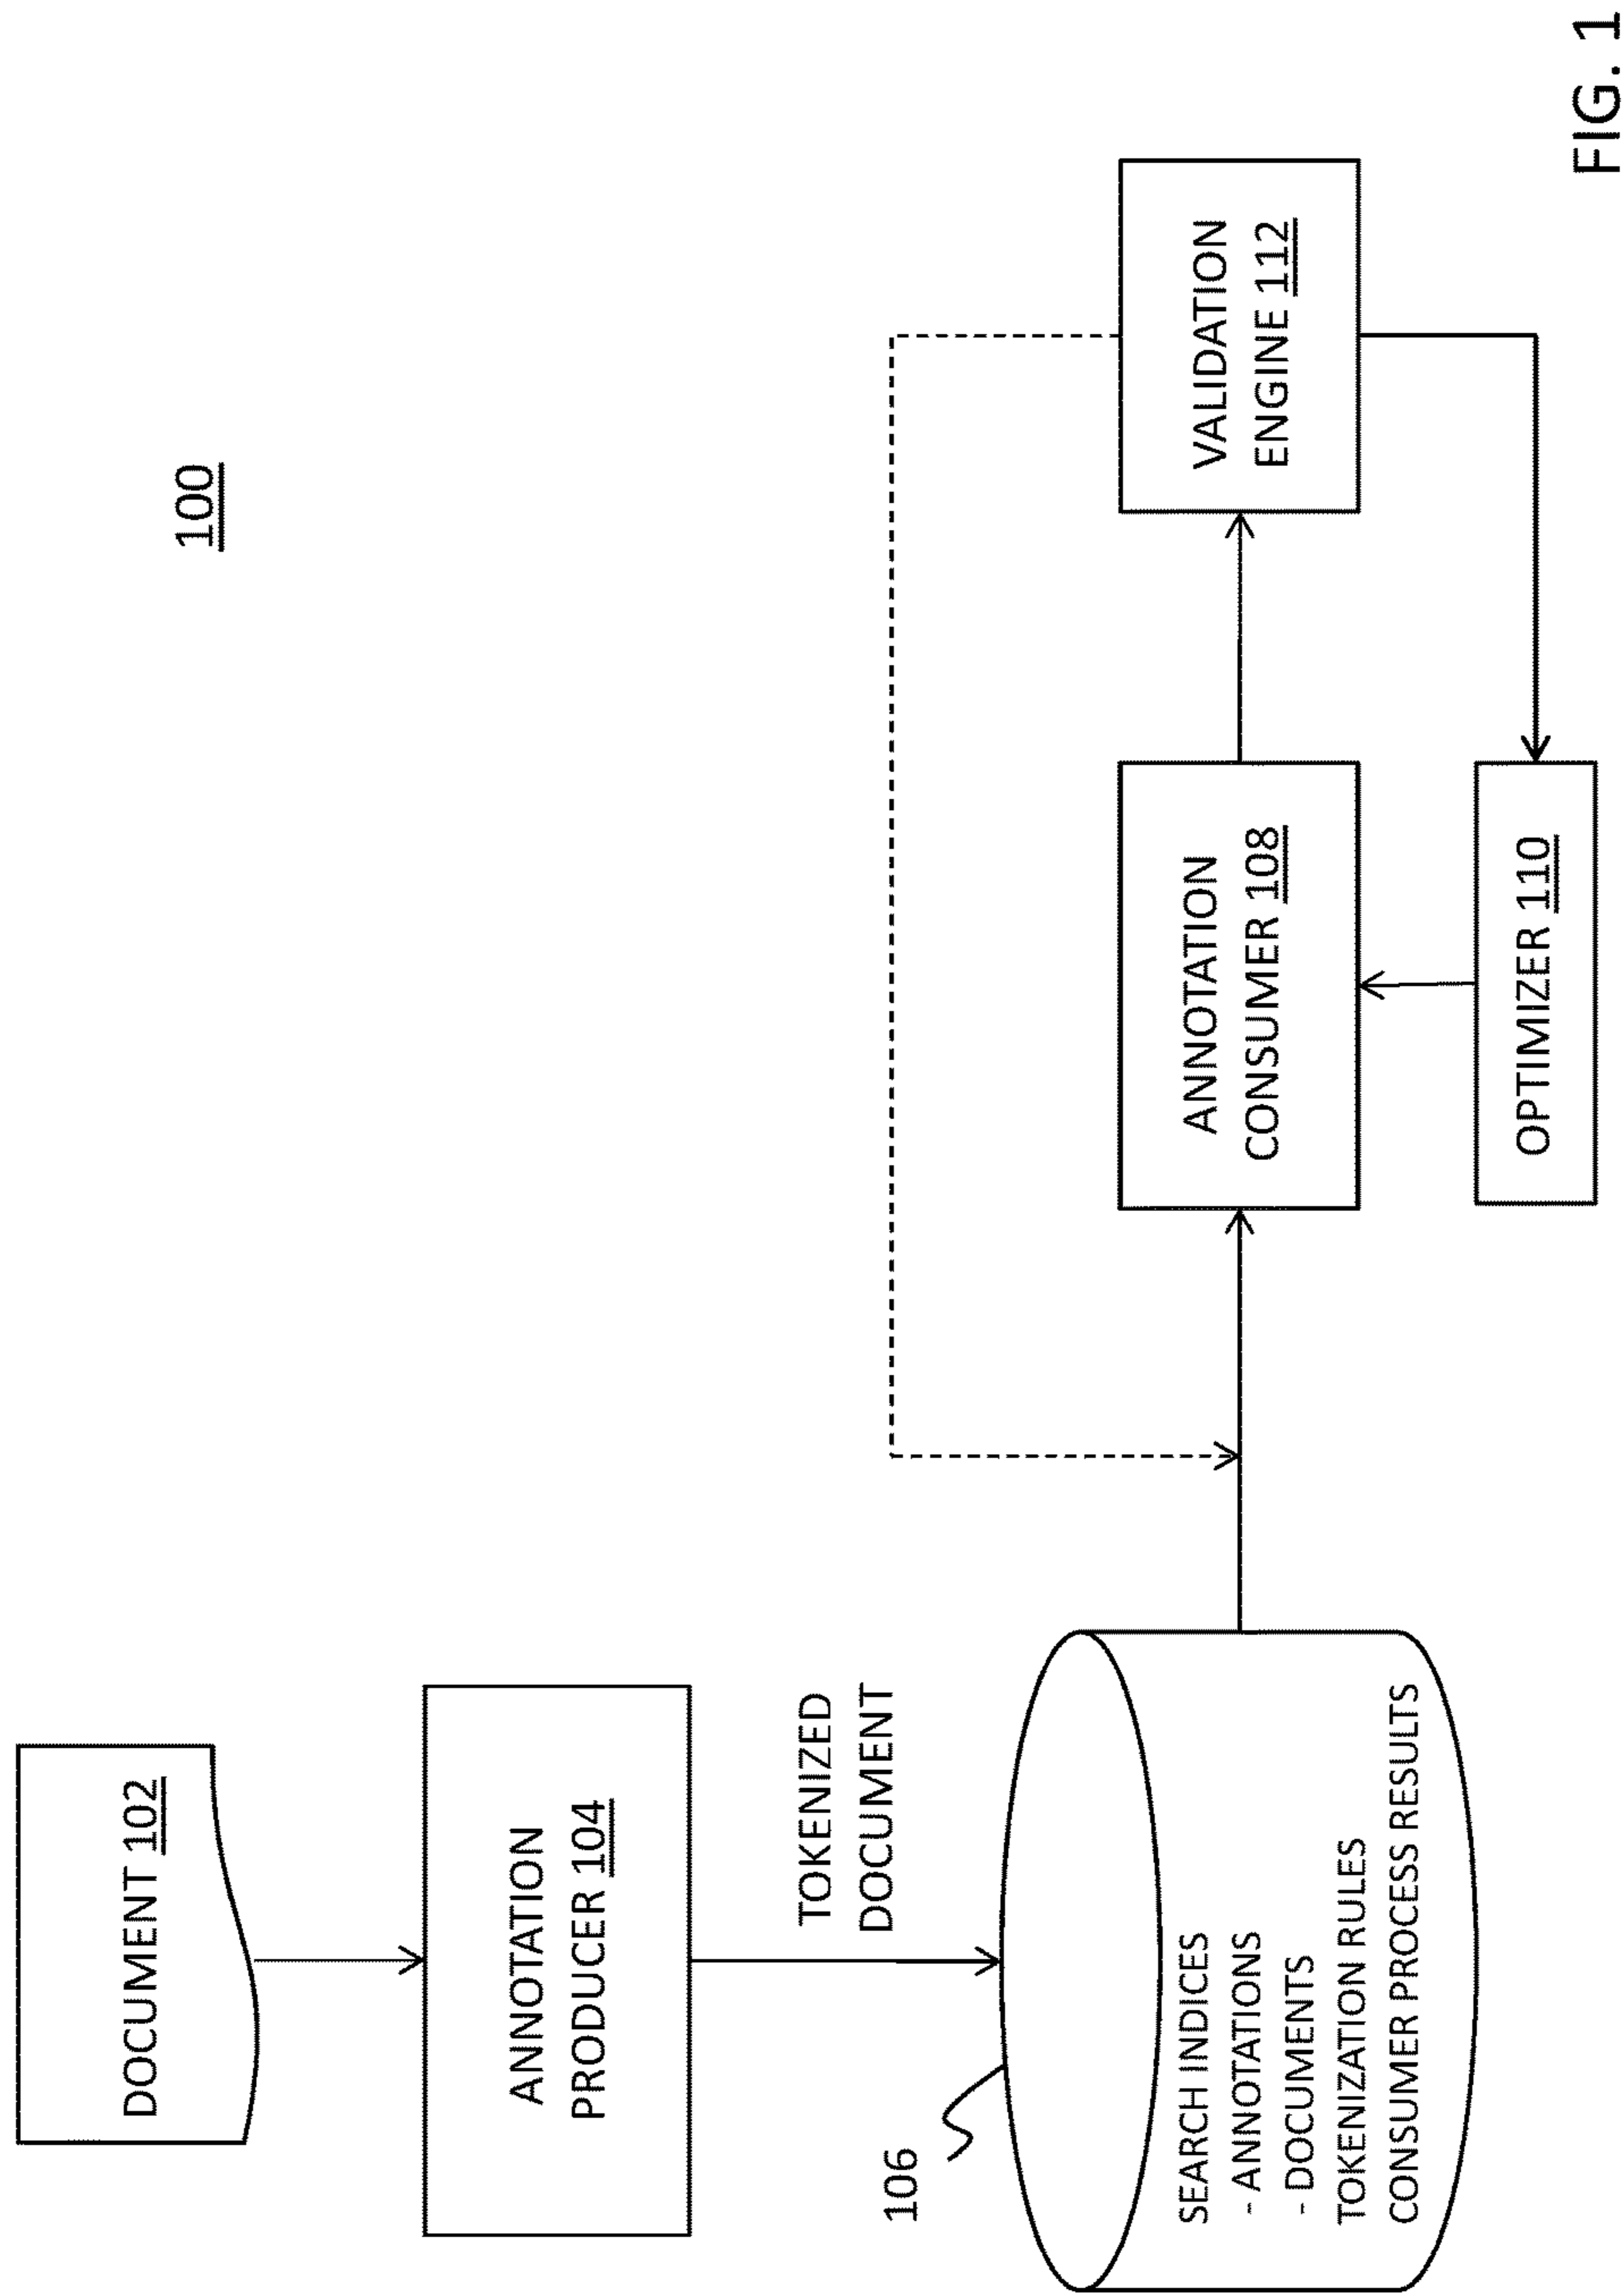 100
DOCUMENT 102
ANNOTATION
PRODUCER 104
TOKENIZED
DOCUMENT
106
SEARCH INDICES
- ANNOTATIONS
- DOCUMENTS
TOKENIZATION RULES
CONSUMER PROCESS RESULTS
ANNOTATION
CONSUMER 108
VALIDATION
ENGINE 112
OPTIMIZER 110
FIG. 1